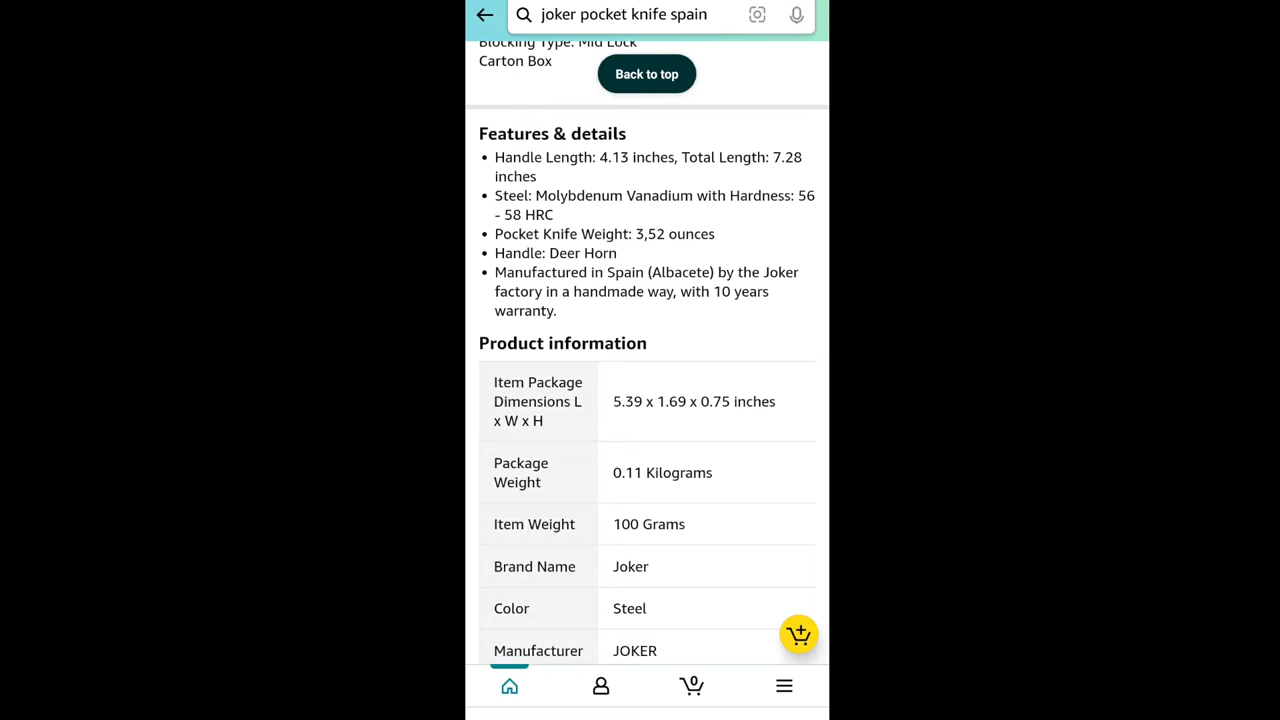 joker pocket knife spain
Blocking Type: Mid Lock
Carton Box
Back to top
Features & details
• Handle Length: 4.13 inches, Total Length: 7.28
inches
• Steel: Molybdenum Vanadium with Hardness: 56
- 58 HRC
• Pocket Knife Weight: 3,52 ounces
• Handle: Deer Horn
• Manufactured in Spain (Albacete) by the Joker
factory in a handmade way, with 10 years
warranty.
Product information
Item Package
Dimensions L
x W x H
5.39 x 1.69 x 0.75 inches
Package
Weight
0.11 Kilograms
Item Weight
100 Grams
Brand Name
Joker
Color
Steel
Manufacturer
JOKER
0